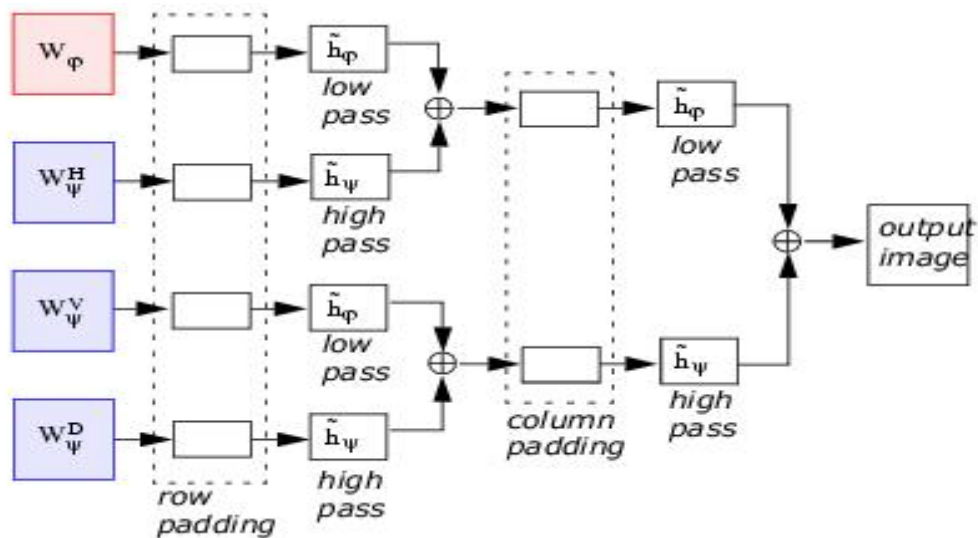 W_φ
h̃_φ
low
pass
h̃_φ
low
pass
W_ψ^H
h̃_ψ
high
pass
output
image
W_ψ^V
h̃_φ
low
pass
h̃_ψ
high
pass
column
padding
W_ψ^D
h̃_ψ
high
pass
row
padding